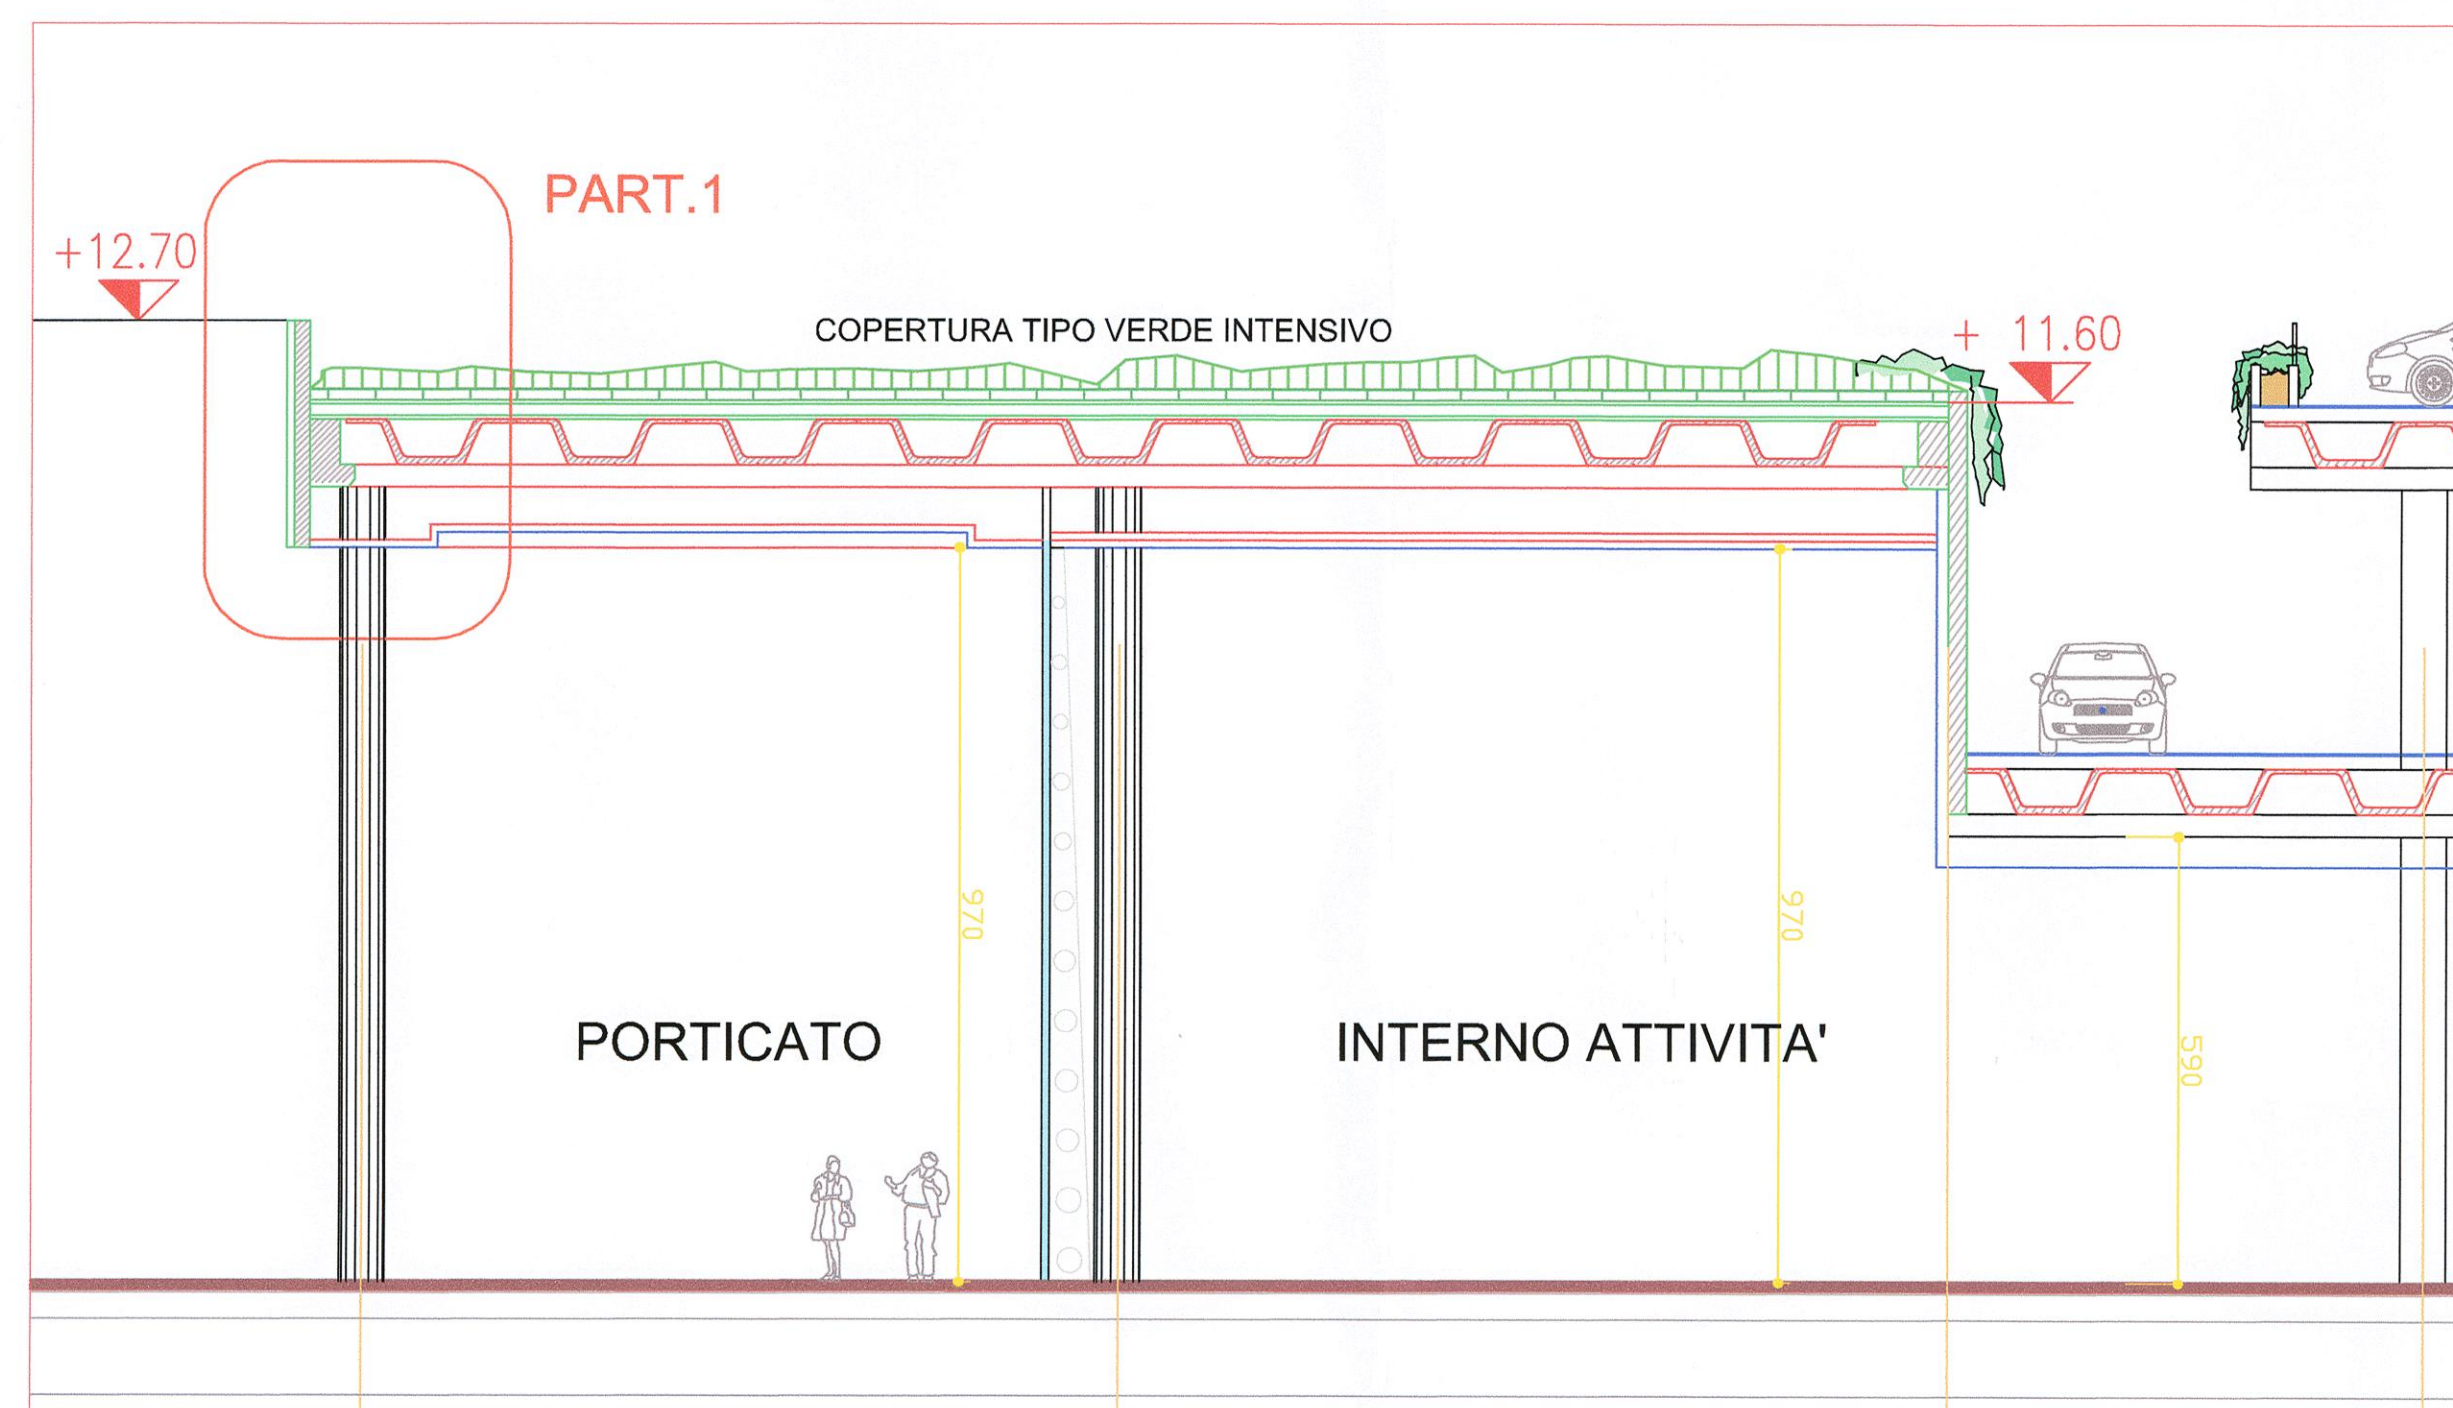 PART.1
+12.70
COPERTURA TIPO VERDE INTENSIVO
+ 11.60
970
970
PORTICATO
INTERNO ATTIVITA'
590